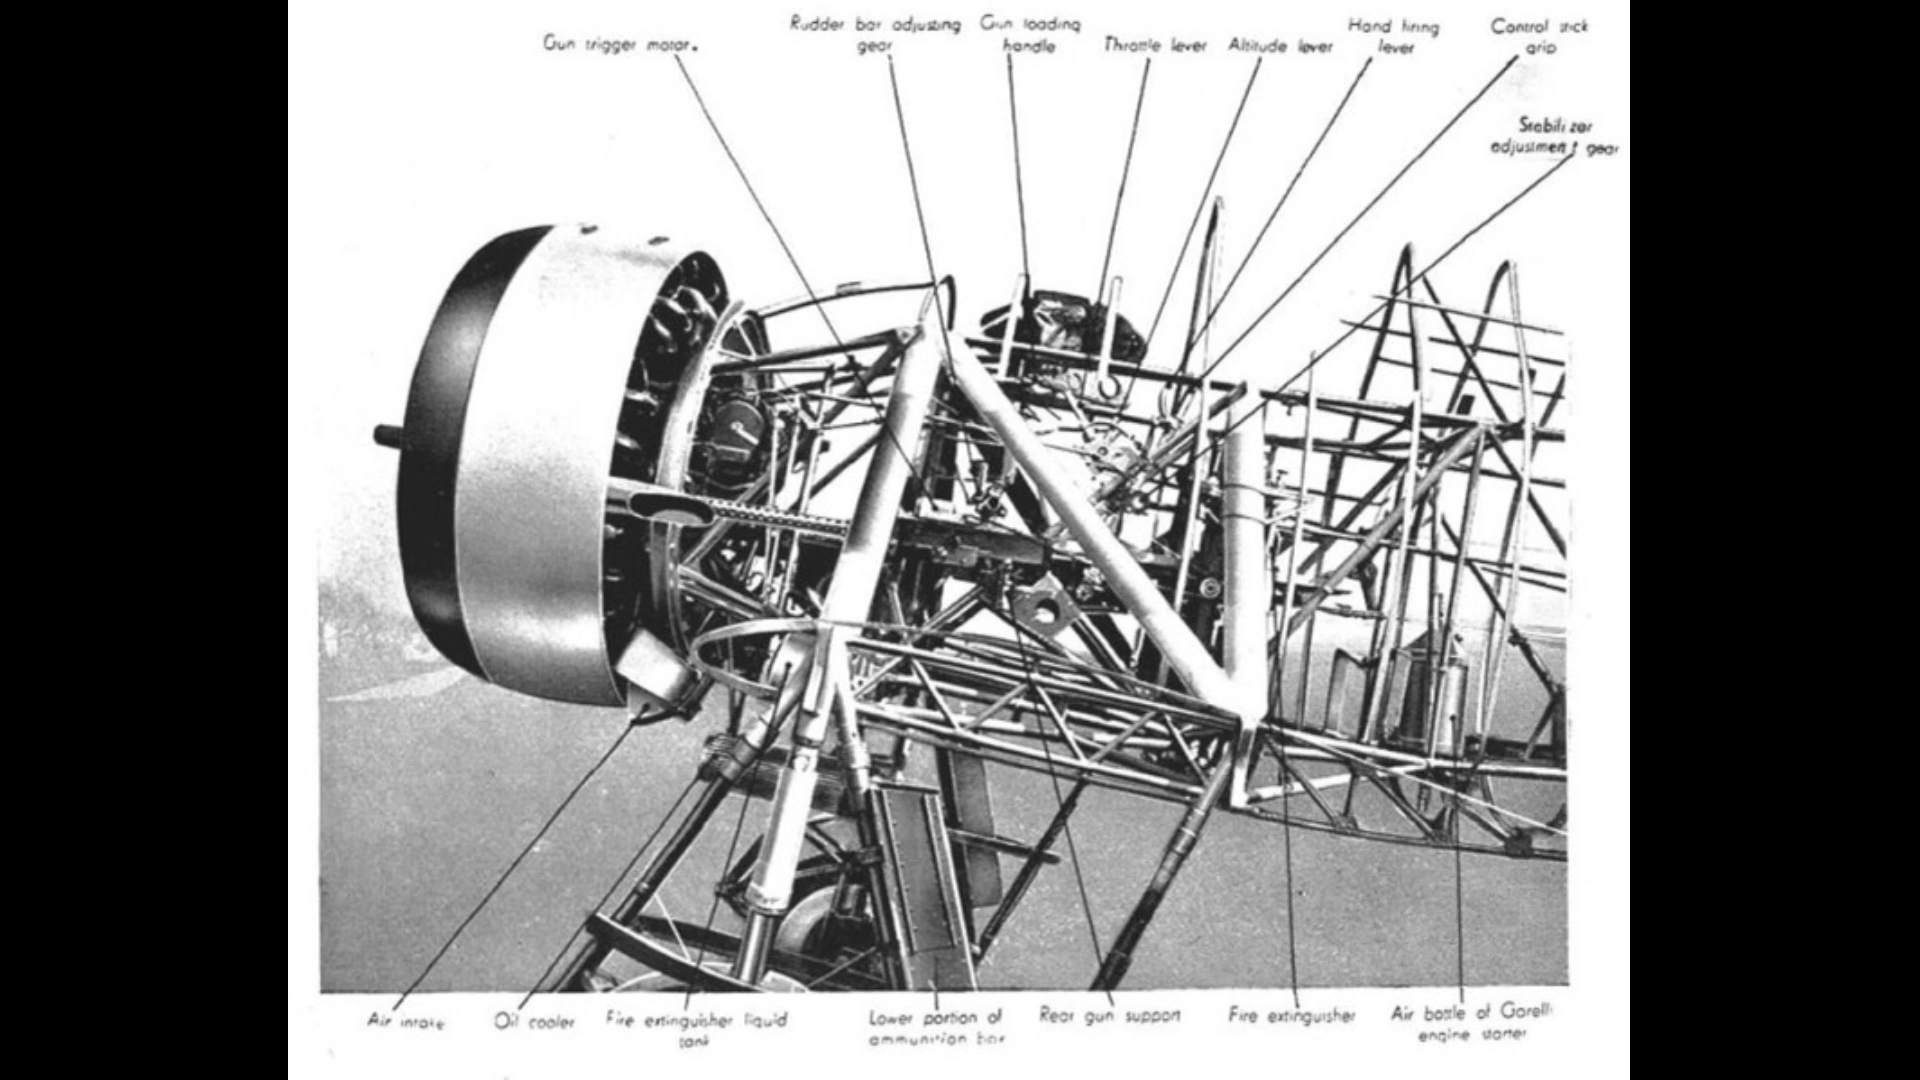 Gun trigger motor.
Rudder bar adjusting
gear
Gun loading
handle
Throttle lever
Altitude lever
Hand firing
lever
Control stick
grip
Stabilizer
adjustment gear
Air intake
Oil cooler
Fire extinguisher liquid
tank
Lower portion of
ammunition box
Rear gun support
Fire extinguisher
Air bottle of Garelli
engine starter